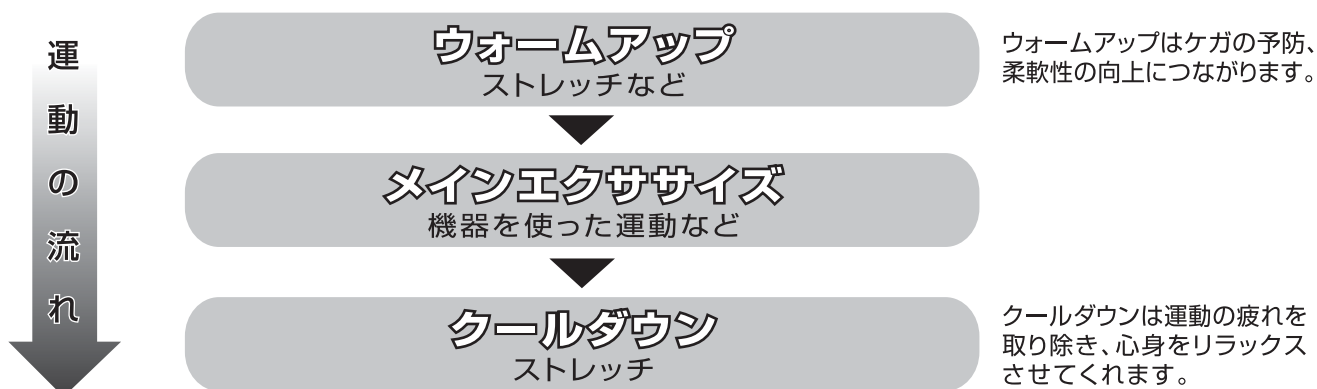 運動の流れ
ウォームアップ
ストレッチなど
ウォームアップはケガの予防、
柔軟性の向上につながります。
メインエクササイズ
機器を使った運動など
クールダウン
ストレッチ
クールダウンは運動の疲れを
取り除き、心身をリラックス
させてくれます。